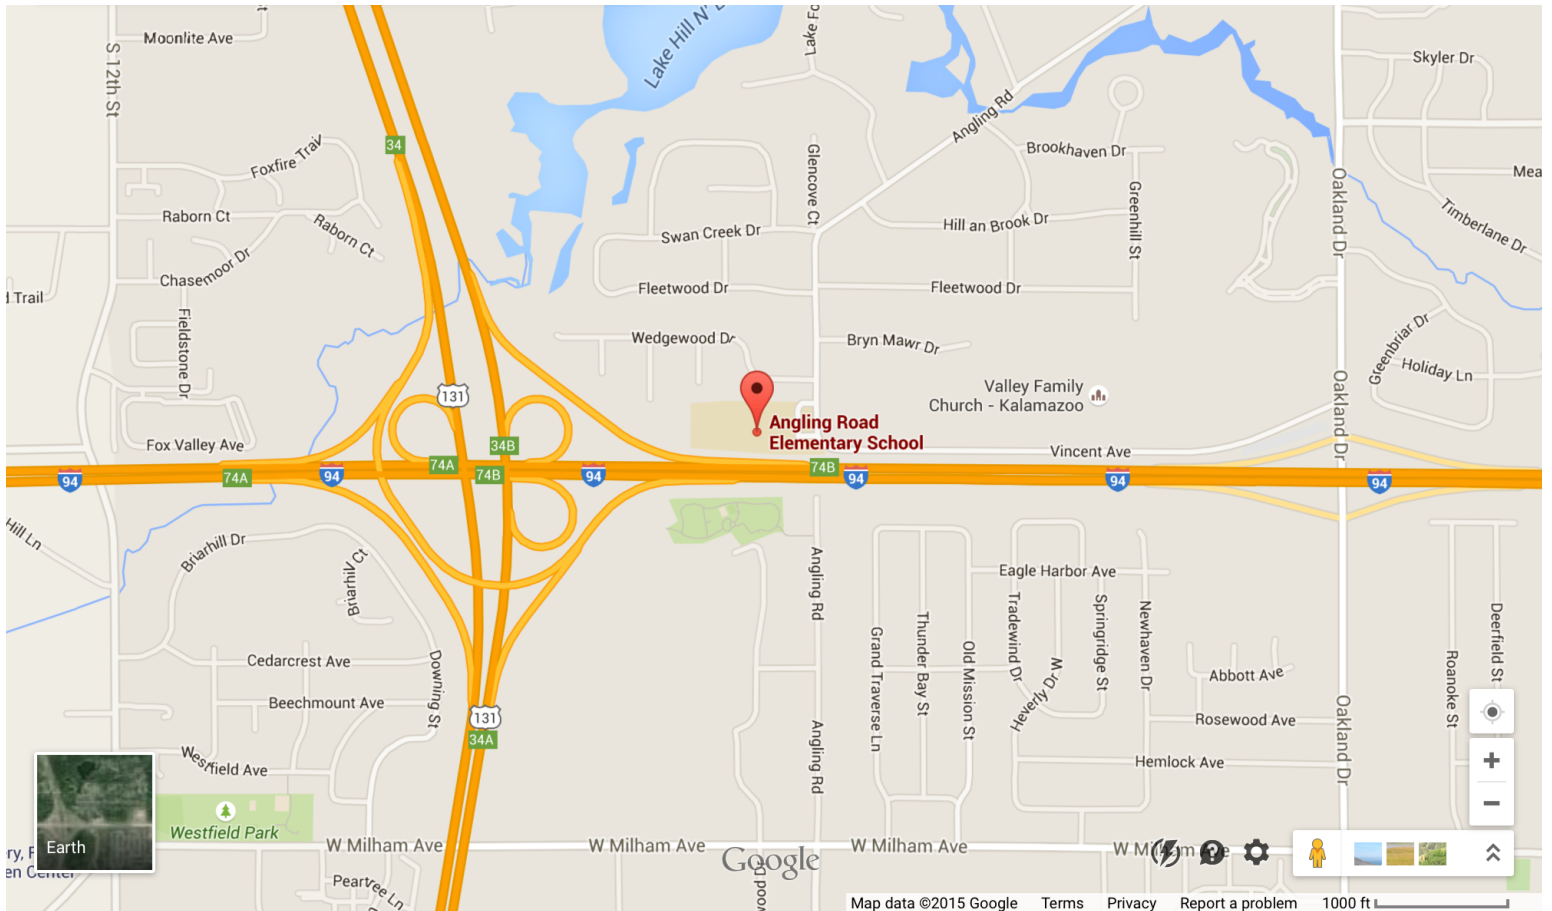 Moonlite Ave
S 12th St
Lake Hill N'
Angling Rd
Skyler Dr
34
Foxfire Trai
Glencove Ct
Brookhaven Dr
Oakland Dr
Mea
Raborn Ct
Raborn Ct
Swan Creek Dr
Hill an Brook Dr
Greenhill St
Timberlane Dr
Chasemoor Dr
Fleetwood Dr
Fleetwood Dr
d Trail
Fieldstone Dr
Wedgewood Dr
Bryn Mawr Dr
Greenbriar Dr
Holiday Ln
131
Valley Family
Church - Kalamazoo
Oakland Dr
Angling Road
Elementary School
Fox Valley Ave
34B
Vincent Ave
74A
74A
74B
74B
94
94
94
94
94
94
Hill Ln
Briarhill Dr
Briarhill Ct
Angling Rd
Eagle Harbor Ave
Tradewind Dr
Springridge St
Newhaven Dr
Deerfield St
Grand Traverse Ln
Thunder Bay St
Old Mission St
Cedarcrest Ave
Downing St
Heverly Dr W
Abbott Ave
Roanoke St
Beechmount Ave
131
34A
Rosewood Ave
Angling Rd
Oakland Dr
Westfield Ave
Hemlock Ave
Westfield Park
Earth
W Milham Ave
W Milham Ave
W Milham Ave
W Milham Ave
Google
en Center
Peartree Ln
Map data ©2015 Google
Terms
Privacy
Report a problem
1000 ft